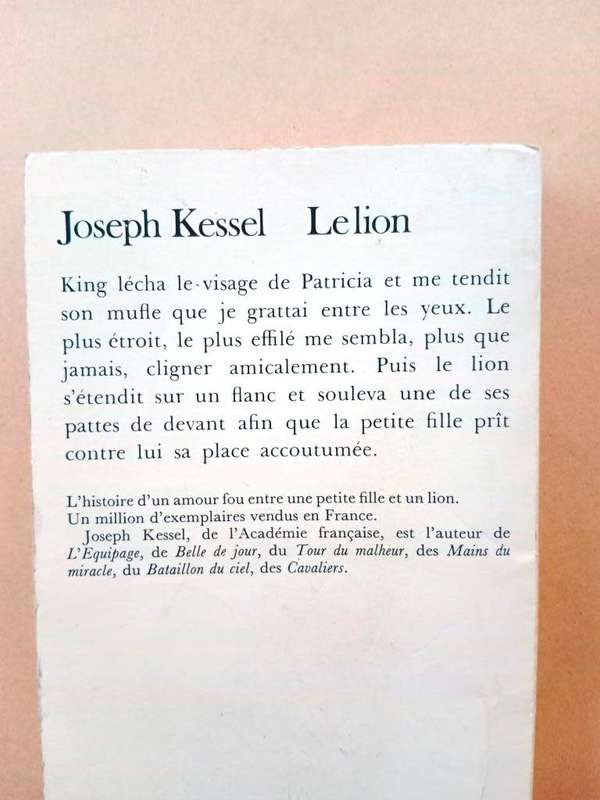 Joseph Kessel Le lion
King lécha le visage de Patricia et me tendit
son mufle que je grattai entre les yeux. Le
plus étroit, le plus effilé me sembla, plus que
jamais, cligner amicalement. Puis le lion
s'étendit sur un flanc et souleva une de ses
pattes de devant afin que la petite fille prît
contre lui sa place accoutumée.
L'histoire d'un amour fou entre une petite fille et un lion.
Un million d'exemplaires vendus en France.
Joseph Kessel, de l'Académie française, est l'auteur de
L'Equipage, de Belle de jour, du Tour du malheur, des Mains du
miracle, du Bataillon du ciel, des Cavaliers.